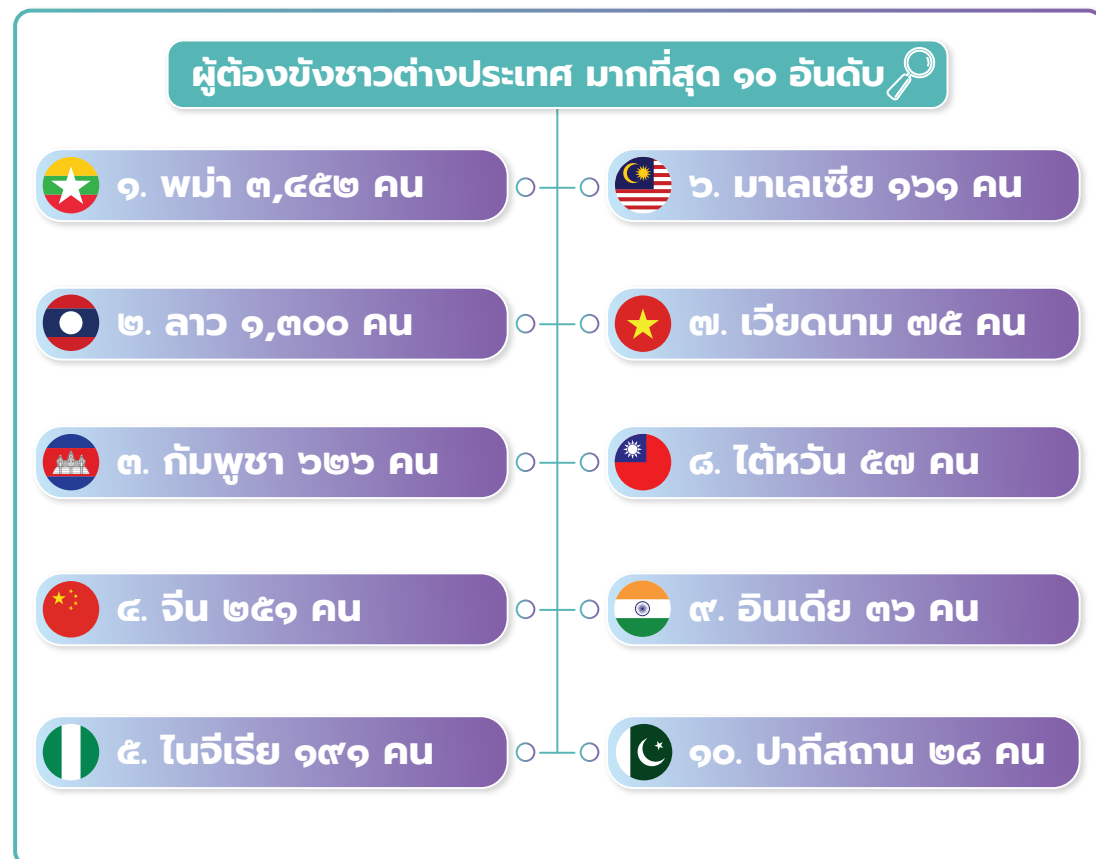 ผู้ต้องขังชาวต่างประเทศ มากที่สุด ๑๐ อันดับ
๑. พม่า ๓,๔๕๒ คน
๒. ลาว ๑,๓๐๐ คน
๓. กัมพูชา ๖๒๖ คน
๔. จีน ๒๕๑ คน
๕. ไนจีเรีย ๑๙๑ คน
๖. มาเลเซีย ๑๖๑ คน
๗. เวียดนาม ๗๕ คน
๘. ไต้หวัน ๕๗ คน
๙. อินเดีย ๓๖ คน
๑๐. ปากีสถาน ๒๘ คน